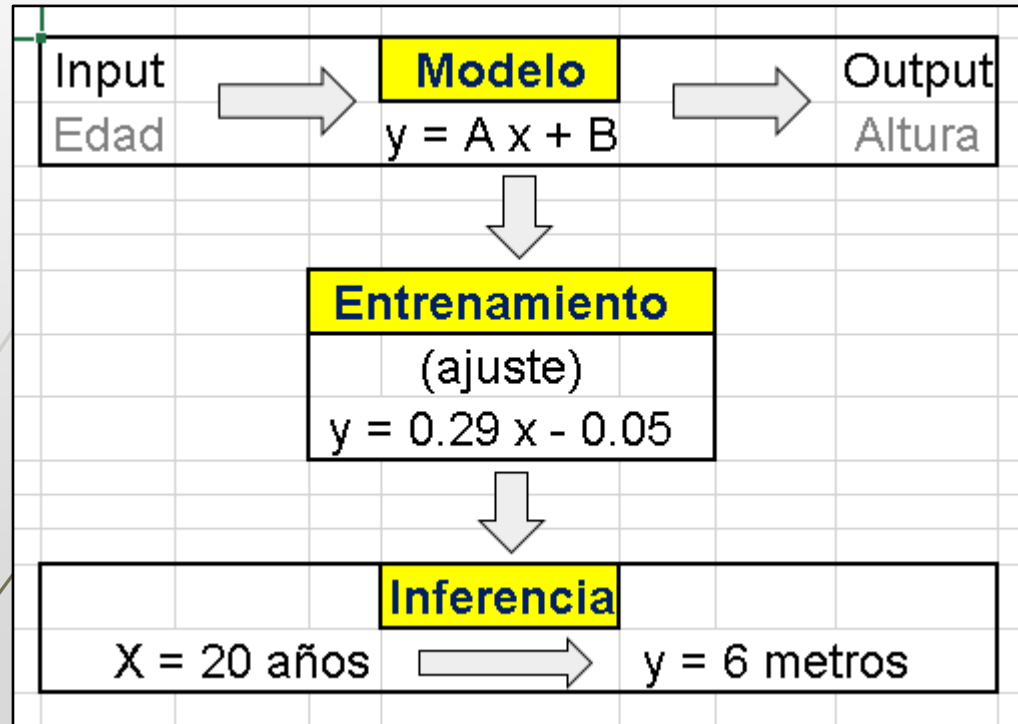 Input Modelo Output
Edad y = A x + B Altura
Entrenamiento
(ajuste)
y = 0.29 x - 0.05
Inferencia
X = 20 años y = 6 metros